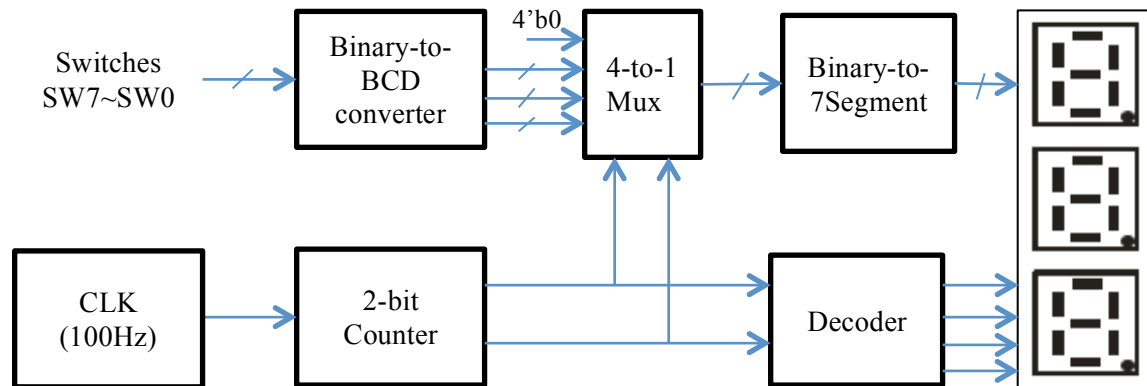 Switches
SW7~SW0
Binary-to-
BCD
converter
4’b0
4-to-1
Mux
Binary-to-
7Segment
CLK
(100Hz)
2-bit
Counter
Decoder